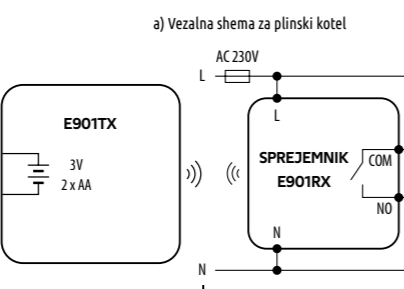 a) Vezalna shema za plinski kotel
AC 230V
L
L
E901TX
3V
2 x AA
SPREJEMNIK
E901RX
COM
NO
N
N